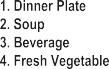 1. Dinner Plate
2. Soup
3. Beverage
4. Fresh Vegetable